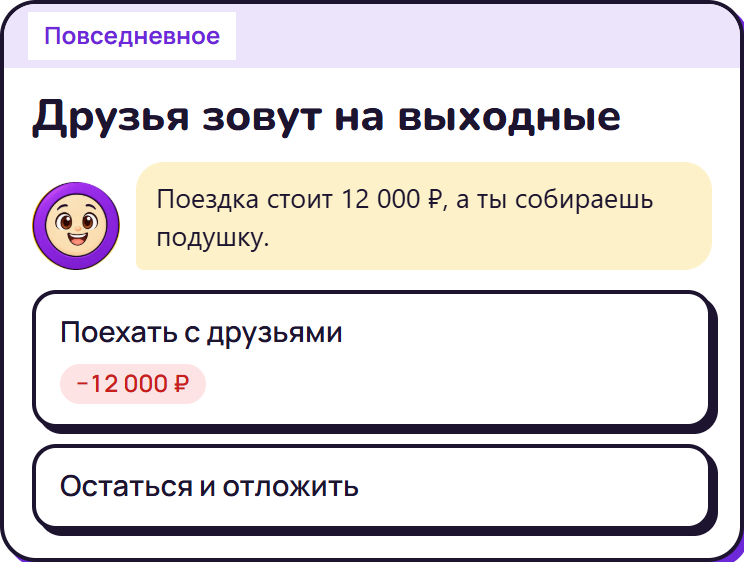 Повседневное
Друзья зовут на выходные
Поездка стоит 12 000 ₽, а ты собираешь
подушку.
Поехать с друзьями
−12 000 ₽
Остаться и отложить